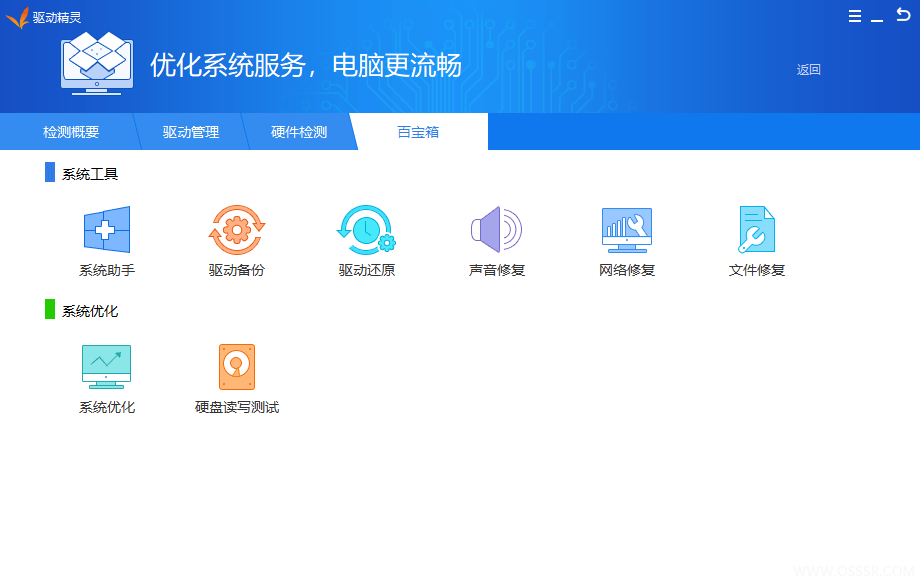 驱动精灵
优化系统服务，电脑更流畅
返回
检测概要 驱动管理 硬件检测 百宝箱
系统工具
系统助手 驱动备份 驱动还原 声音修复 网络修复 文件修复
系统优化
系统优化 硬盘读写测试
WWW.OSSSR.COM